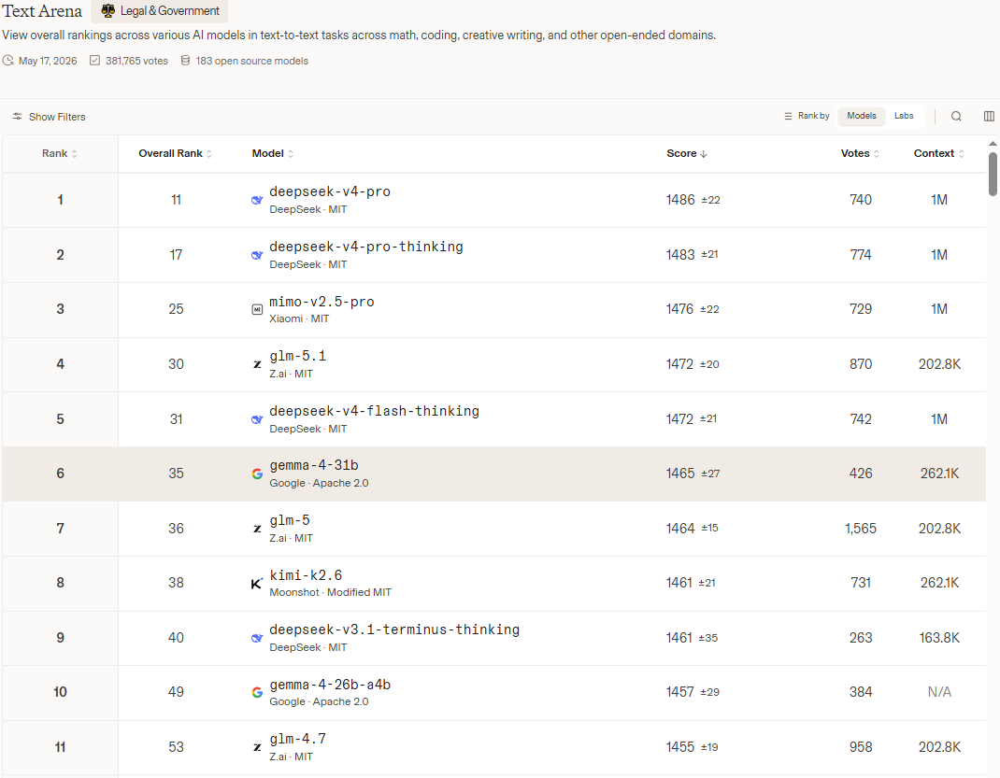 Text Arena Legal & Government
View overall rankings across various AI models in text-to-text tasks across math, coding, creative writing, and other open-ended domains.
May 17, 2026 381,765 votes 183 open source models
Show Filters Rank by Models Labs
Rank Overall Rank Model Score Votes Context
1 11 deepseek-v4-pro 1486 ±22 740 1M
DeepSeek · MIT
2 17 deepseek-v4-pro-thinking 1483 ±21 774 1M
DeepSeek · MIT
3 25 mimo-v2.5-pro 1476 ±22 729 1M
Xiaomi · MIT
4 30 glm-5.1 1472 ±20 870 202.8K
Z.ai · MIT
5 31 deepseek-v4-flash-thinking 1472 ±21 742 1M
DeepSeek · MIT
6 35 gemma-4-31b 1465 ±27 426 262.1K
Google · Apache 2.0
7 36 glm-5 1464 ±15 1,565 202.8K
Z.ai · MIT
8 38 kimi-k2.6 1461 ±21 731 262.1K
Moonshot · Modified MIT
9 40 deepseek-v3.1-terminus-thinking 1461 ±35 263 163.8K
DeepSeek · MIT
10 49 gemma-4-26b-a4b 1457 ±29 384 N/A
Google · Apache 2.0
11 53 glm-4.7 1455 ±19 958 202.8K
Z.ai · MIT